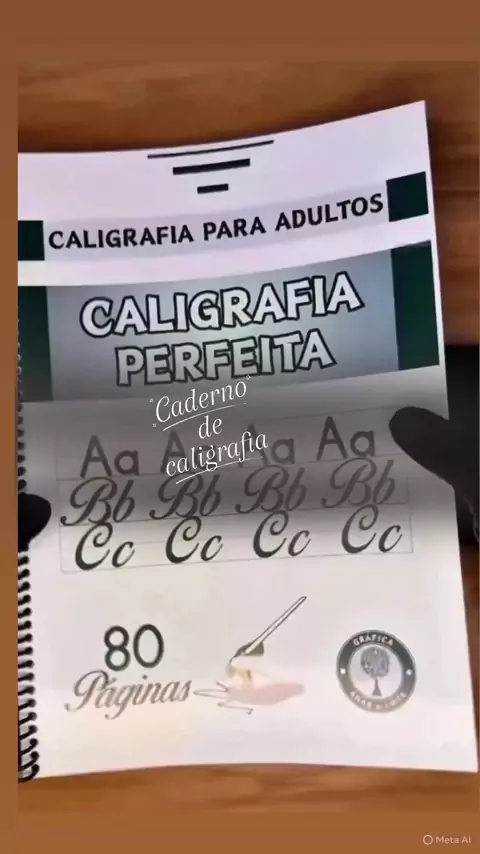 CALIGRAFIA PARA ADULTOS
CALIGRAFIA
PERFEITA
"Caderno"
"de
caligrafia
Aa Aa Aa Aa
Bb Bb Bb Bb
Cc Cc Cc Cc
80
Páginas
GRÁFICA
Meta AI